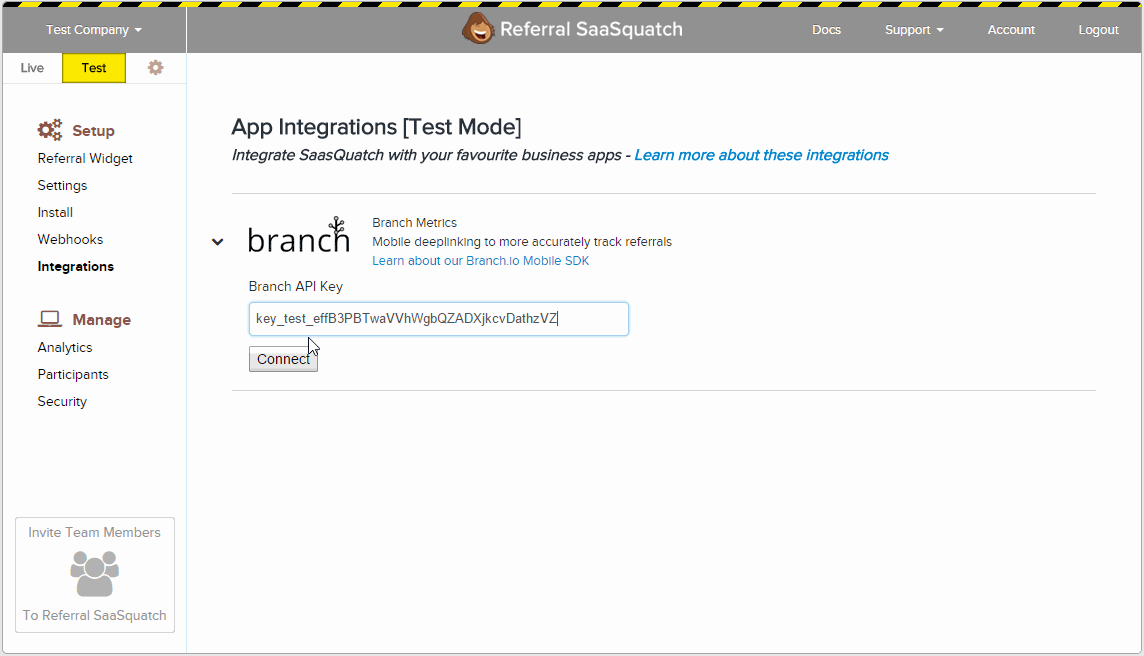 Test Company
Referral SaaSquatch
Docs
Support
Account
Logout
Live
Test
Setup
Referral Widget
Settings
Install
Webhooks
Integrations
Manage
Analytics
Participants
Security
Invite Team Members
To Referral SaaSquatch
App Integrations [Test Mode]
Integrate SaasQuatch with your favourite business apps - Learn more about these integrations
branch
Branch Metrics
Mobile deeplinking to more accurately track referrals
Learn about our Branch.io Mobile SDK
Branch API Key
key_test_effB3PBTwaVVhWgbQZADXjkcvDathzVZ
Connect